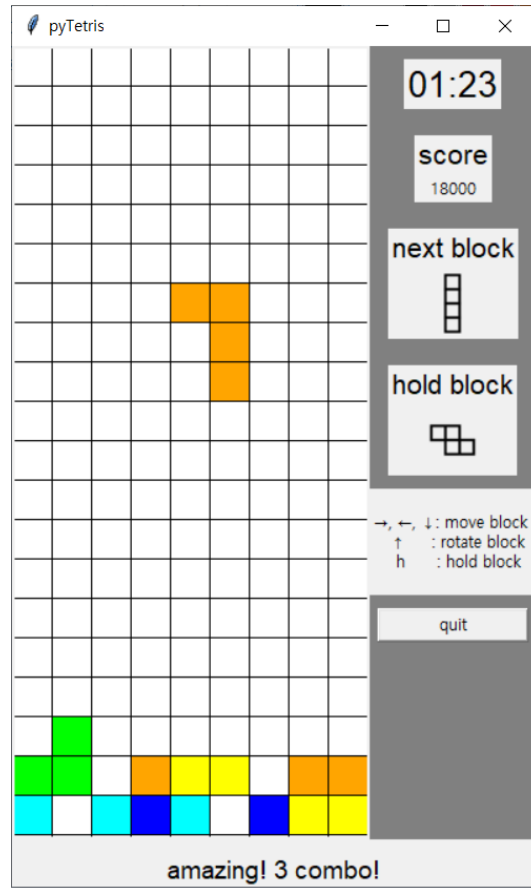 pyTetris
01:23
score
18000
next block
hold block
→, ←, ↓: move block
↑ : rotate block
h : hold block
quit
amazing! 3 combo!